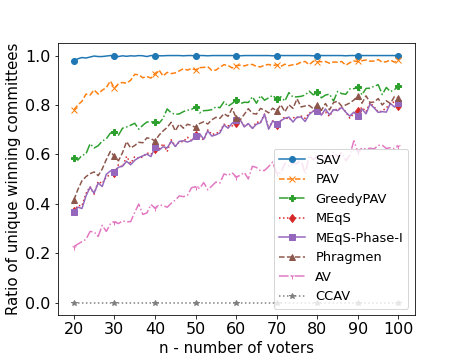 Ratio of unique winning committees
1.0
0.8
0.6
0.4
0.2
0.0
SAV
PAV
GreedyPAV
MEqS
MEqS-Phase-I
Phragmen
AV
CCAV
20 30 40 50 60 70 80 90 100
n - number of voters